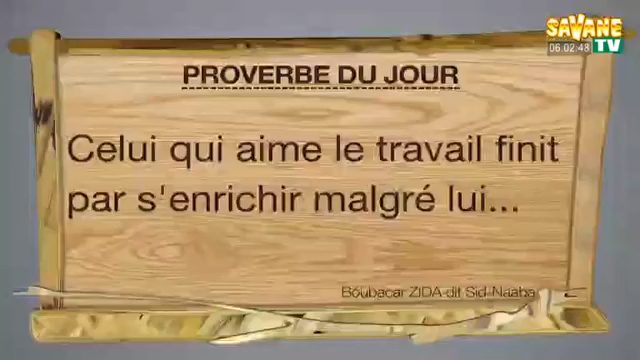 SAVANE
06:02:48 TV
PROVERBE DU JOUR
Celui qui aime le travail finit
par s'enrichir malgré lui...
Boubacar ZIDA dit Sid-Naaba